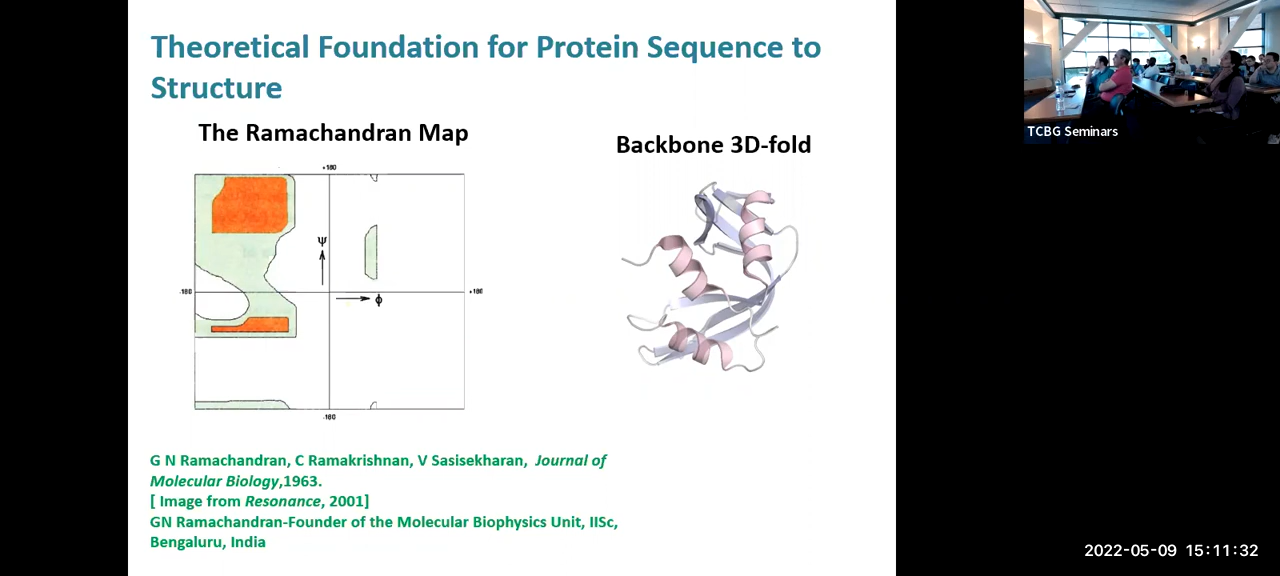 Theoretical Foundation for Protein Sequence to
Structure
The Ramachandran Map
Backbone 3D-fold
+180
Ψ
-180
+180
ϕ
-180
G N Ramachandran, C Ramakrishnan, V Sasisekharan, Journal of
Molecular Biology,1963.
[ Image from Resonance, 2001]
GN Ramachandran-Founder of the Molecular Biophysics Unit, IISc,
Bengaluru, India
TCBG Seminars
2022-05-09 15:11:32